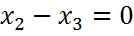 x₂ − x₃ = 0